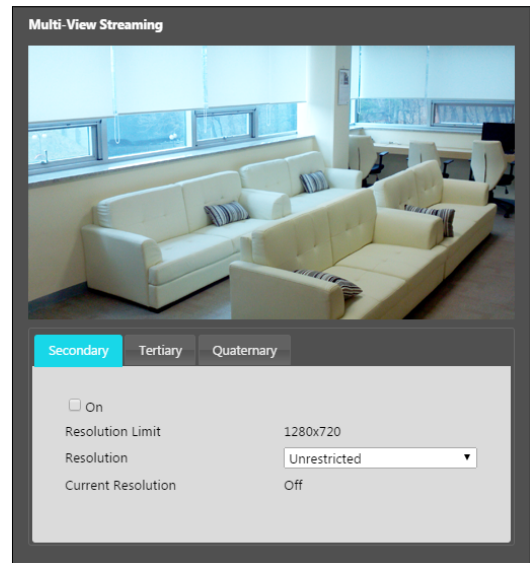 Multi-View Streaming
Secondary Tertiary Quaternary
On
Resolution Limit 1280x720
Resolution Unrestricted
Current Resolution Off